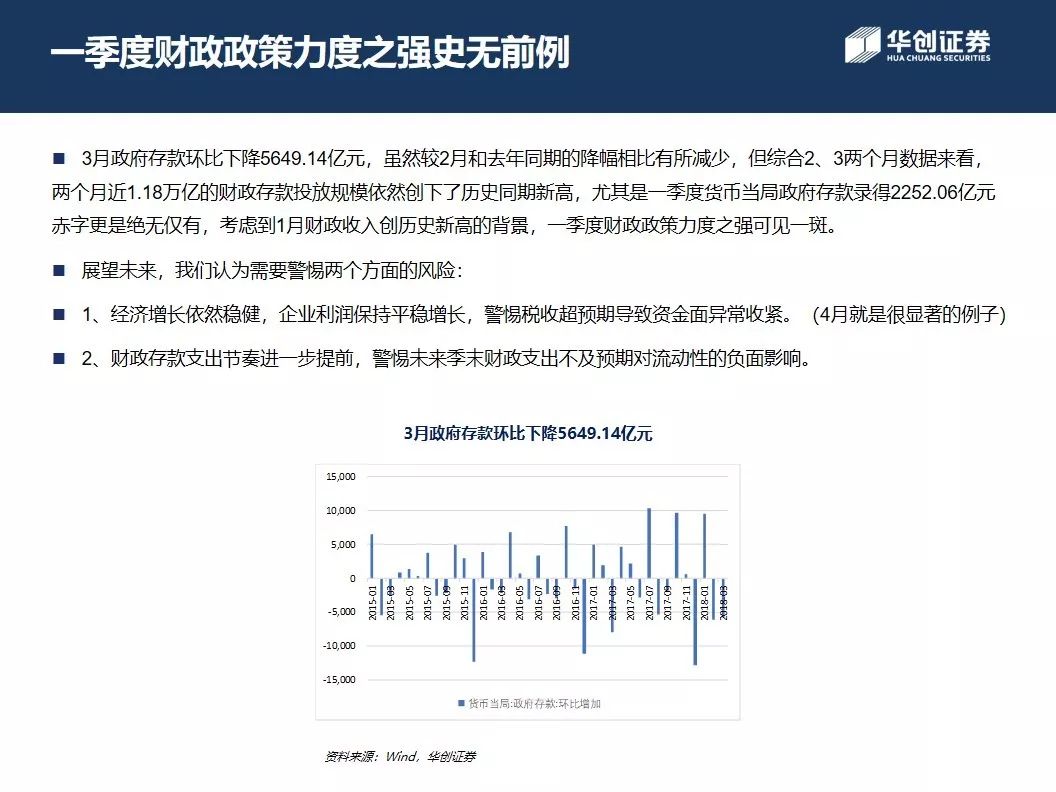 一季度财政政策力度之强史无前例
华创证券
HUA CHUANG SECURITIES
■ 3月政府存款环比下降5649.14亿元，虽然较2月和去年同期的降幅相比有所减少，但综合2、3两个月数据来看，
两个月近1.18万亿的财政存款投放规模依然创下了历史同期新高，尤其是一季度货币当局政府存款录得2252.06亿元
赤字更是绝无仅有，考虑到1月财政收入创历史新高的背景，一季度财政政策力度之强可见一斑。
■ 展望未来，我们认为需要警惕两个方面的风险：
■ 1、经济增长依然稳健，企业利润保持平稳增长，警惕税收超预期导致资金面异常收紧。（4月就是很显著的例子）
■ 2、财政存款支出节奏进一步提前，警惕未来季末财政支出不及预期对流动性的负面影响。
3月政府存款环比下降5649.14亿元
15,000
10,000
5,000
0
-5,000
-10,000
-15,000
2015-01
2015-03
2015-05
2015-07
2015-09
2015-11
2016-01
2016-03
2016-05
2016-07
2016-09
2016-11
2017-01
2017-03
2017-05
2017-07
2017-09
2017-11
2018-01
2018-03
货币当局:政府存款:环比增加
资料来源：Wind，华创证券